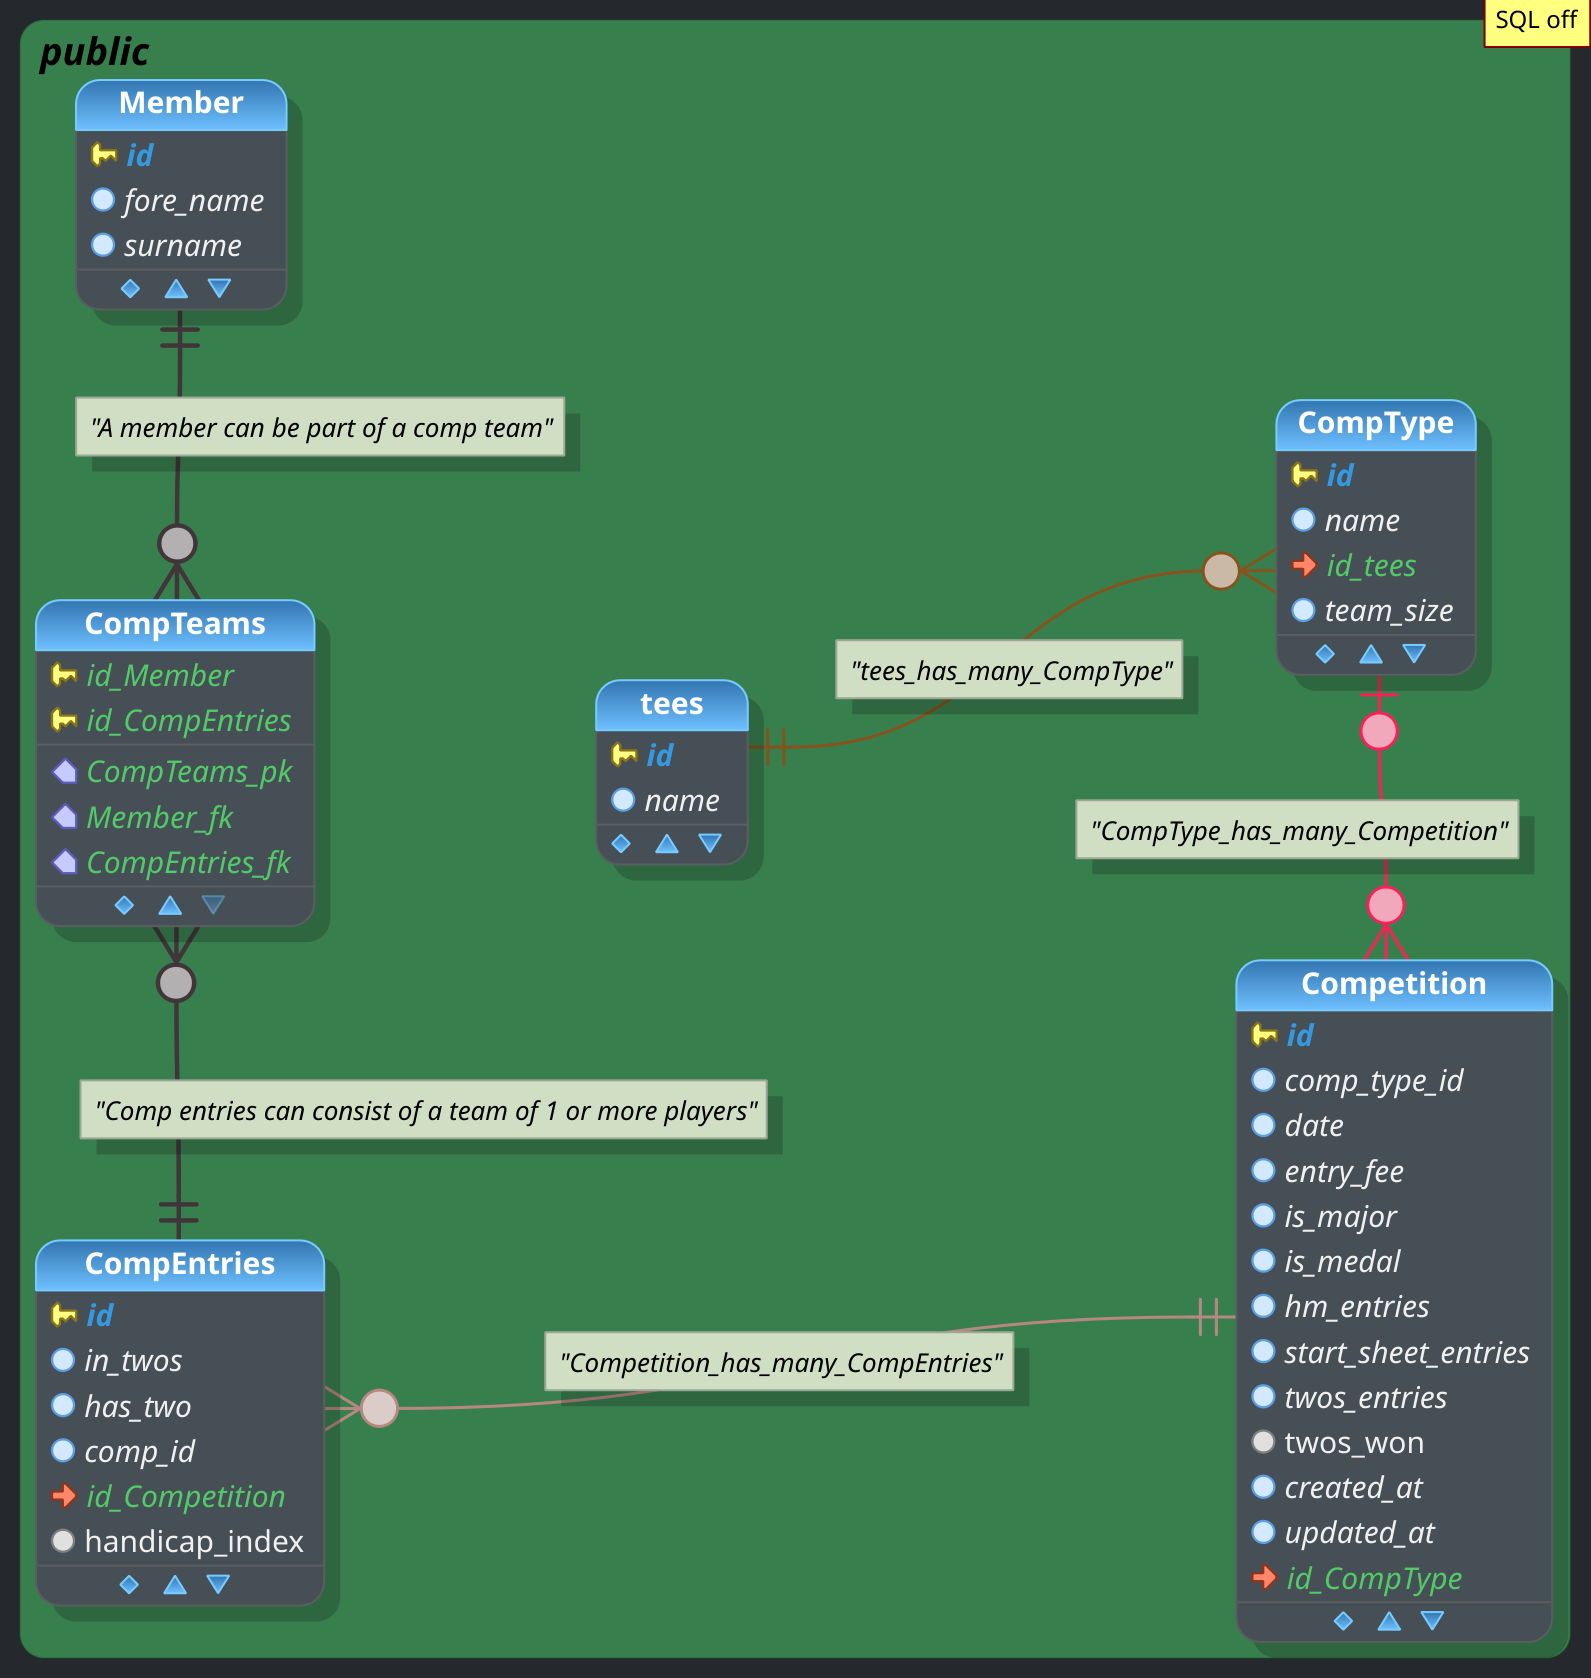 SQL off
public
Member
id
fore_name
surname
"A member can be part of a comp team"
CompTeams
id_Member
id_CompEntries
CompTeams_pk
Member_fk
CompEntries_fk
tees
id
name
"tees_has_many_CompType"
CompType
id
name
id_tees
team_size
"CompType_has_many_Competition"
Competition
id
comp_type_id
date
entry_fee
is_major
is_medal
hm_entries
start_sheet_entries
twos_entries
twos_won
created_at
updated_at
id_CompType
"Comp entries can consist of a team of 1 or more players"
CompEntries
id
in_twos
has_two
comp_id
id_Competition
handicap_index
"Competition_has_many_CompEntries"